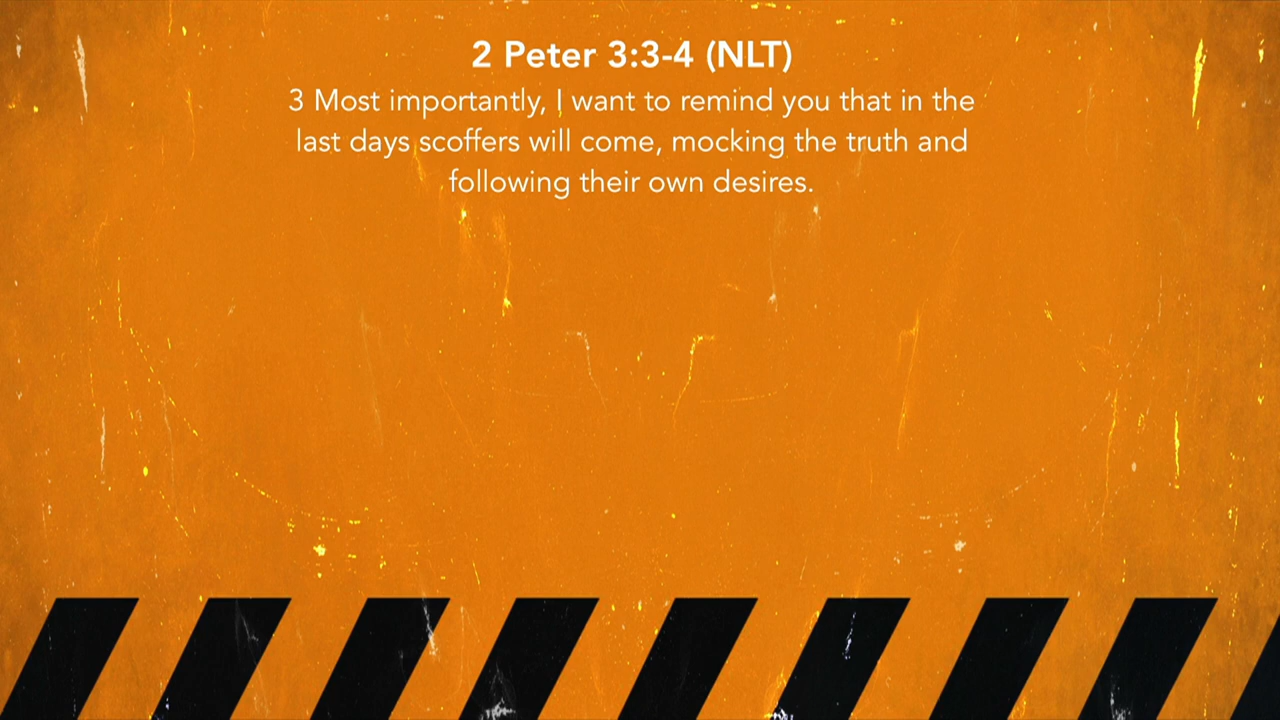 2 Peter 3:3-4 (NLT)
3 Most importantly, I want to remind you that in the
last days scoffers will come, mocking the truth and
following their own desires.